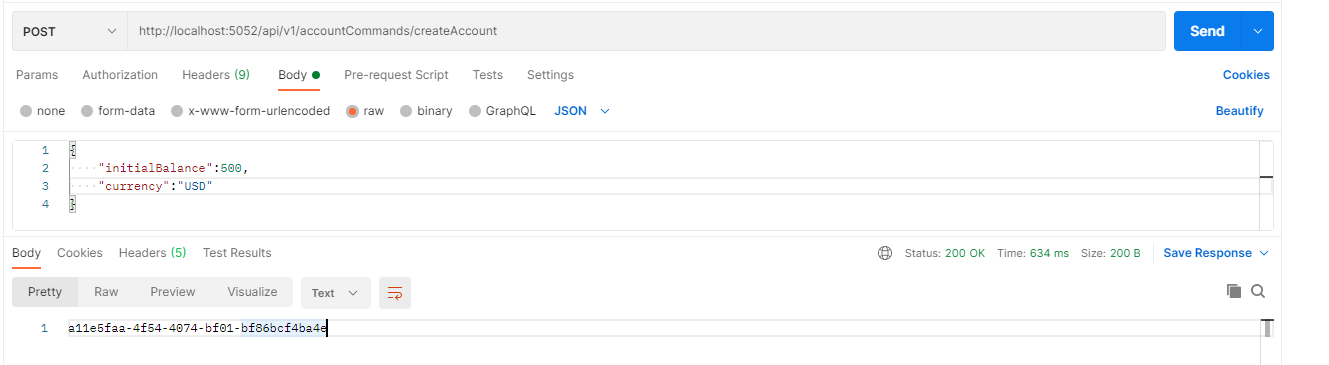 POST http://localhost:5052/api/v1/accountCommands/createAccount Send
Params Authorization Headers (9) Body Pre-request Script Tests Settings Cookies
none form-data x-www-form-urlencoded raw binary GraphQL JSON Beautify
1 {
2 "initialBalance":500,
3 "currency":"USD"
4 }
Body Cookies Headers (5) Test Results Status: 200 OK Time: 634 ms Size: 200 B Save Response
Pretty Raw Preview Visualize Text
1 a11e5faa-4f54-4074-bf01-bf86bcf4ba4e